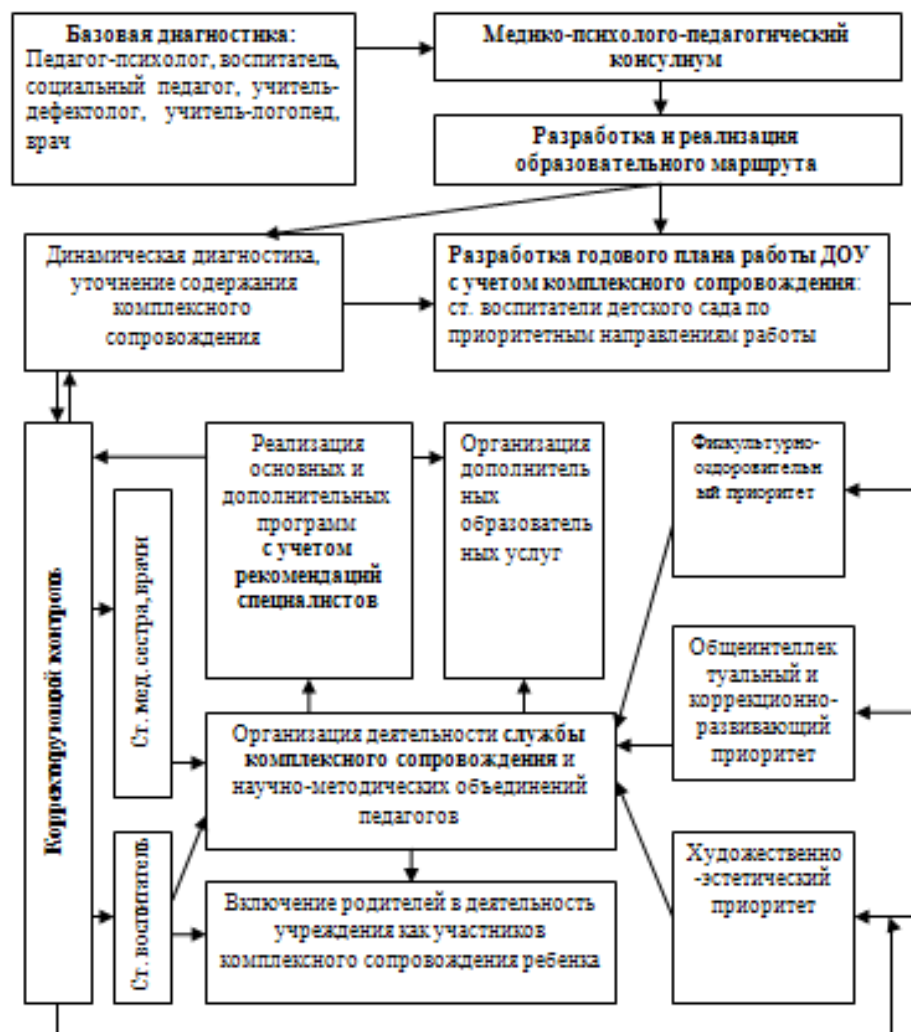 Базовая диагностика:
Педагог-психолог, воспитатель,
социальный педагог, учитель-
дефектолог, учитель-логопед,
врач
Медико-психолого-педагогический
консилиум
Разработка и реализация
образовательного маршрута
Динамическая диагностика,
уточнение содержания
комплексного
сопровождения
Разработка годового плана работы ДОУ
с учетом комплексного сопровождения:
ст. воспитатели детского сада по
приоритетным направлениям работы
Корректирующий контроль
Ст. мед. сестра, врачи
Ст. воспитатель
Реализация
основных и
дополнительных
программ
с учетом
рекомендаций
специалистов
Организация
дополнитель
ных
образователь
ных услуг
Физкультурно-
оздоровительн
ый приоритет
Общеинтеллек
туальный и
коррекционно-
развивающий
приоритет
Организация деятельности службы
комплексного сопровождения и
научно-методических объединений
педагогов
Художественно
-эстетический
приоритет
Включение родителей в деятельность
учреждения как участников
комплексного сопровождения ребенка